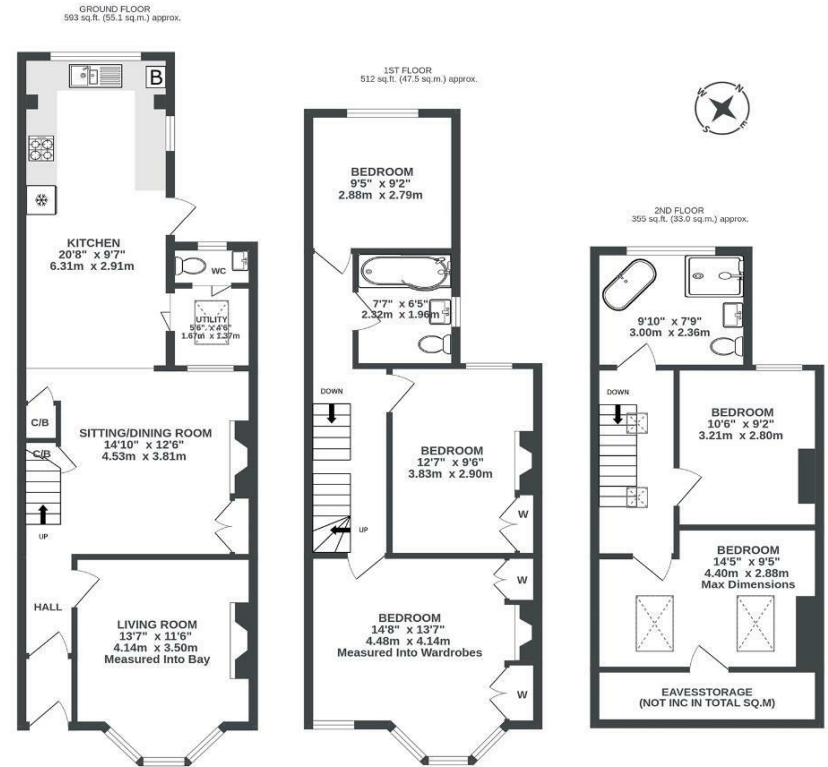 GROUND FLOOR
593 sq.ft. (55.1 sq.m.) approx.
B
KITCHEN
20'8" x 9'7"
6.31m x 2.91m
WC
UTILITY
5'6" x 4'6"
1.67m x 1.37m
C/B
C/B
SITTING/DINING ROOM
14'10" x 12'6"
4.53m x 3.81m
UP
HALL
LIVING ROOM
13'7" x 11'6"
4.14m x 3.50m
Measured Into Bay
1ST FLOOR
512 sq.ft. (47.5 sq.m.) approx.
BEDROOM
9'5" x 9'2"
2.88m x 2.79m
7'7" x 6'5"
2.32m x 1.96m
DOWN
BEDROOM
12'7" x 9'6"
3.83m x 2.90m
W
UP
W
BEDROOM
14'8" x 13'7"
4.48m x 4.14m
Measured Into Wardrobes
W
N
W
E
S
2ND FLOOR
355 sq.ft. (33.0 sq.m.) approx.
9'10" x 7'9"
3.00m x 2.36m
DOWN
BEDROOM
10'6" x 9'2"
3.21m x 2.80m
BEDROOM
14'5" x 9'5"
4.40m x 2.88m
Max Dimensions
EAVESSTORAGE
(NOT INC IN TOTAL SQ.M)